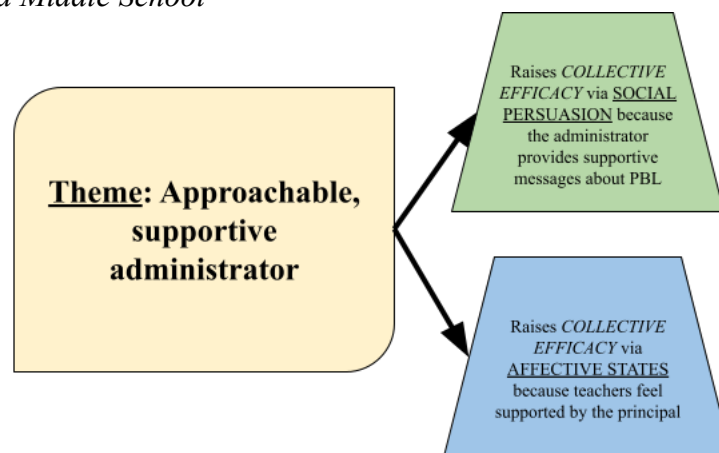 Middle School
Theme: Approachable,
supportive
administrator
Raises COLLECTIVE
EFFICACY via SOCIAL
PERSUASION because
the administrator
provides supportive
messages about PBL
Raises COLLECTIVE
EFFICACY via
AFFECTIVE STATES
because teachers feel
supported by the principal